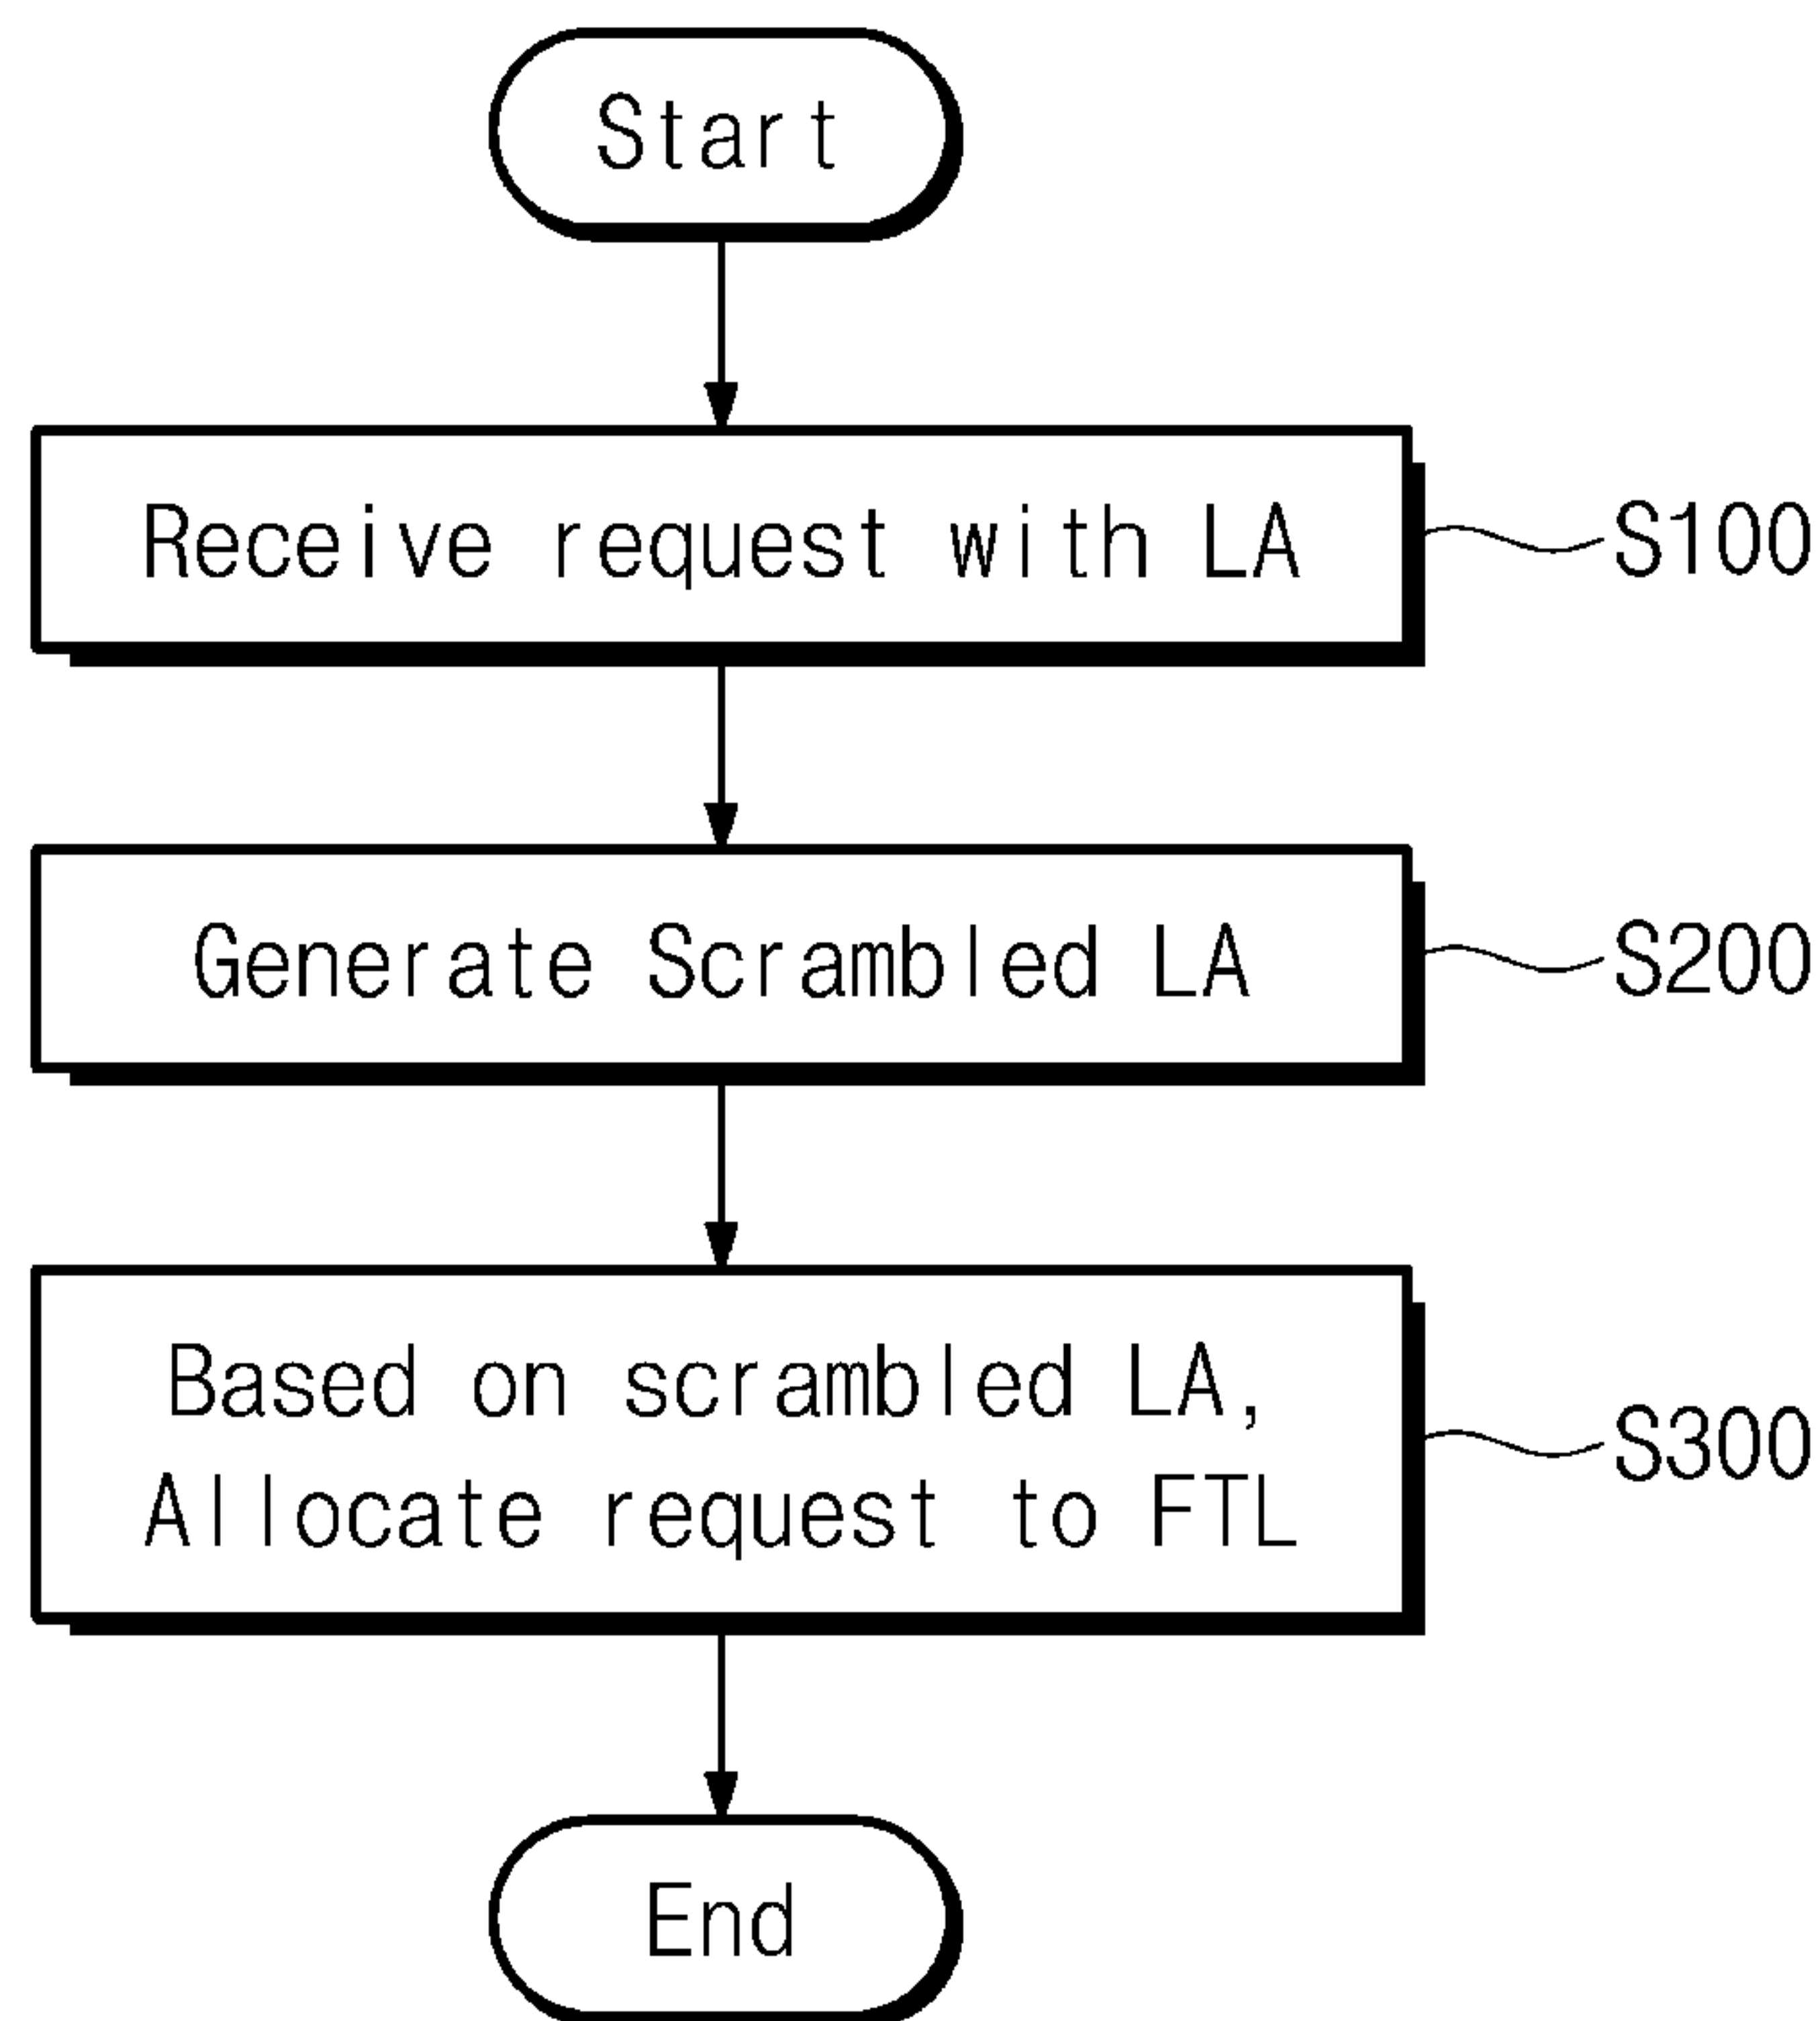 Start
Receive request with LA
S100
Generate Scrambled LA
S200
Based on scrambled LA,
Allocate request to FTL
S300
End